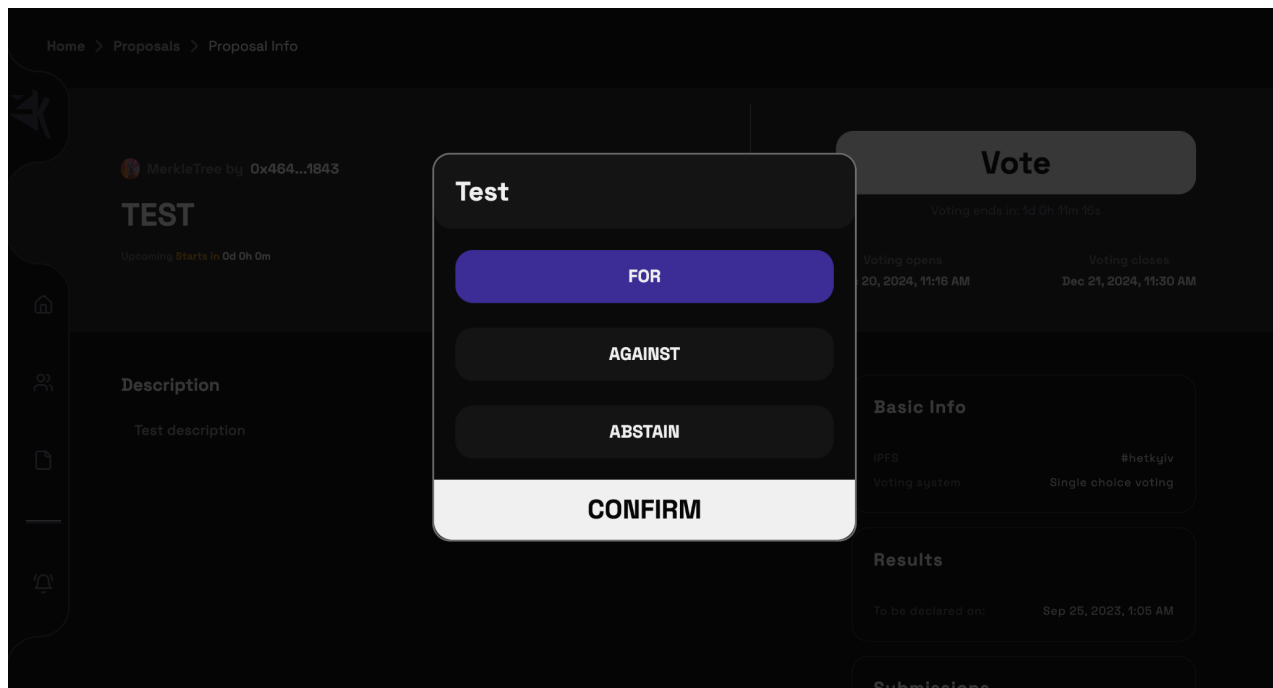 Home > Proposals > Proposal Info
MerkleTree by 0x464...1843
TEST
Upcoming Starts in 0d 0h 0m
Vote
Voting ends in: 1d 0h 11m 16s
Voting opens
20, 2024, 11:16 AM
Voting closes
Dec 21, 2024, 11:30 AM
Test
FOR
AGAINST
ABSTAIN
CONFIRM
Description
Test description
Basic Info
IPFS #hetkyiv
Voting system Single choice voting
Results
To be declared on: Sep 25, 2023, 1:05 AM
Submissions